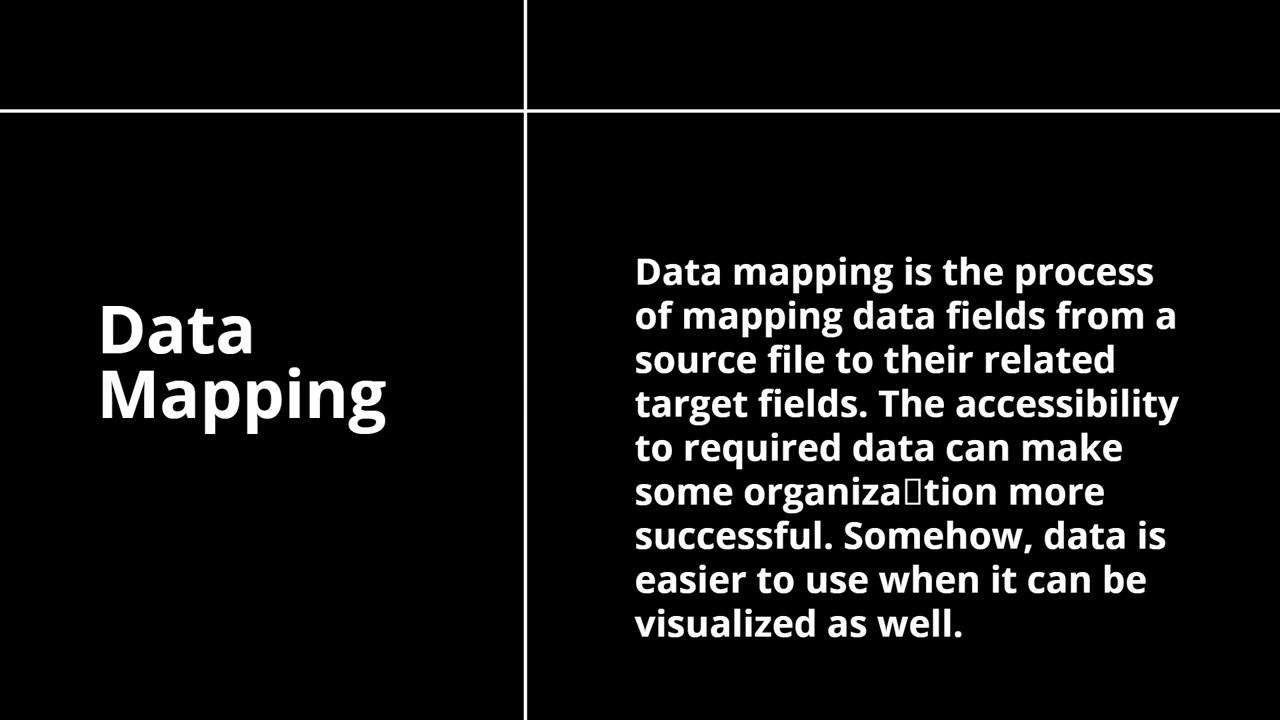 Data
Mapping
Data mapping is the process
of mapping data fields from a
source file to their related
target fields. The accessibility
to required data can make
some organiza▯tion more
successful. Somehow, data is
easier to use when it can be
visualized as well.